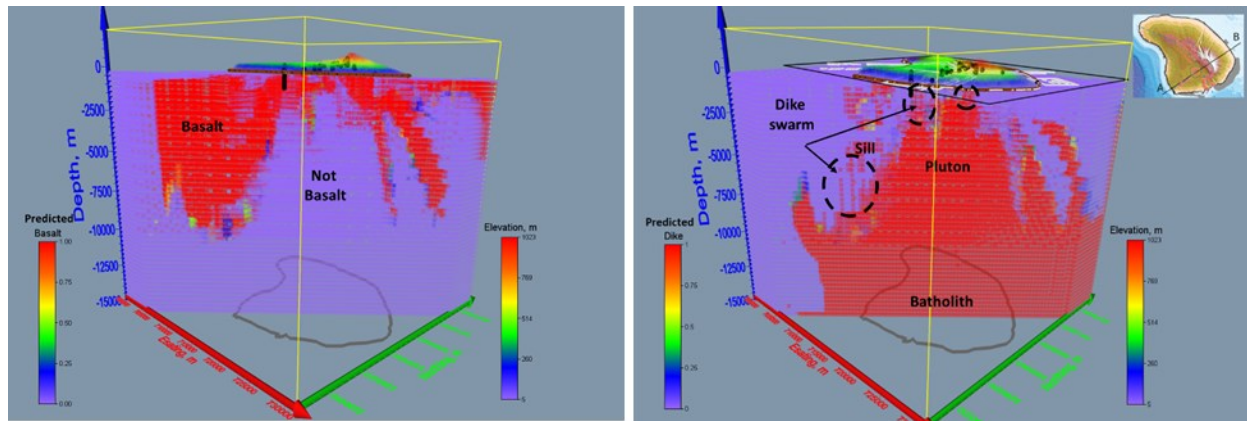 0
-2500
-5000
-7500
-10000
-12500
-15000
Depth, m
Basalt
Not
Basalt
Predicted
Basalt
1.00
0.75
0.50
0.25
0.00
Elevation, m
1023
769
514
260
5
Easting, m
730000
0
-2500
-5000
-7500
-10000
-12500
-15000
Depth, m
Dike
swarm
Sill
Pluton
Batholith
Predicted
Dike
1
0.75
0.5
0.25
0
Elevation, m
1023
769
514
260
5
Easting, m
A
B